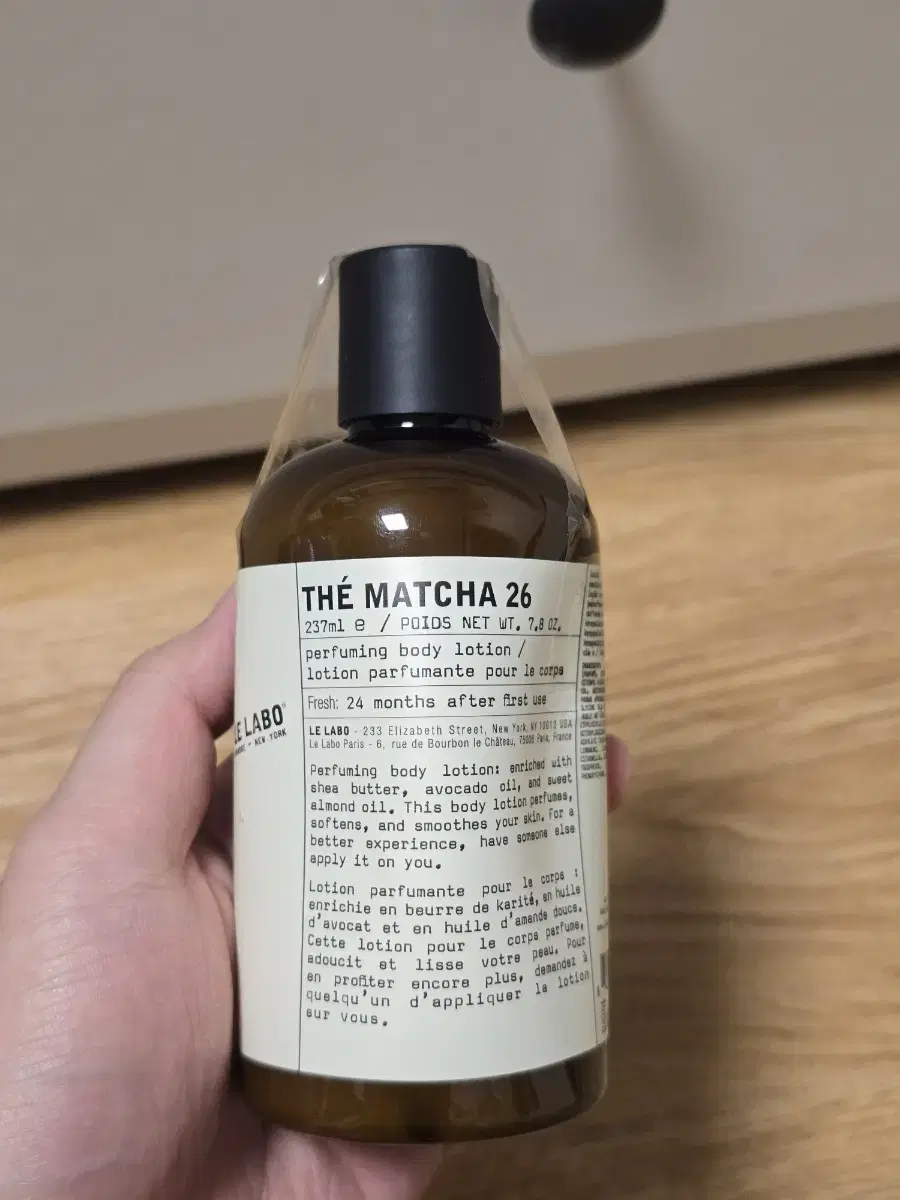 THÉ MATCHA 26
237ml e / POIDS NET WT. 7,8 OZ.
perfuming body lotion /
lotion parfumante pour le corps
Fresh: 24 months after first use
LE LABO
NEW YORK
LE LABO - 233 Elizabeth Street, New York, NY 10012 USA
Le Labo Paris - 6, rue de Bourbon le Château, 75006 Paris, France
Perfuming body lotion: enriched with
shea butter, avocado oil, and sweet
almond oil. This body lotion perfumes,
softens, and smoothes your skin. For a
better experience, have someone else
apply it on you.
Lotion parfumante pour le corps :
enrichie en beurre de karité, en huile
d'avocat et en huile d'amande douce.
Cette lotion pour le corps parfume,
adoucit et lisse votre peau. Pour
en profiter encore plus, demandez à
quelqu'un d'appliquer la lotion
sur vous.